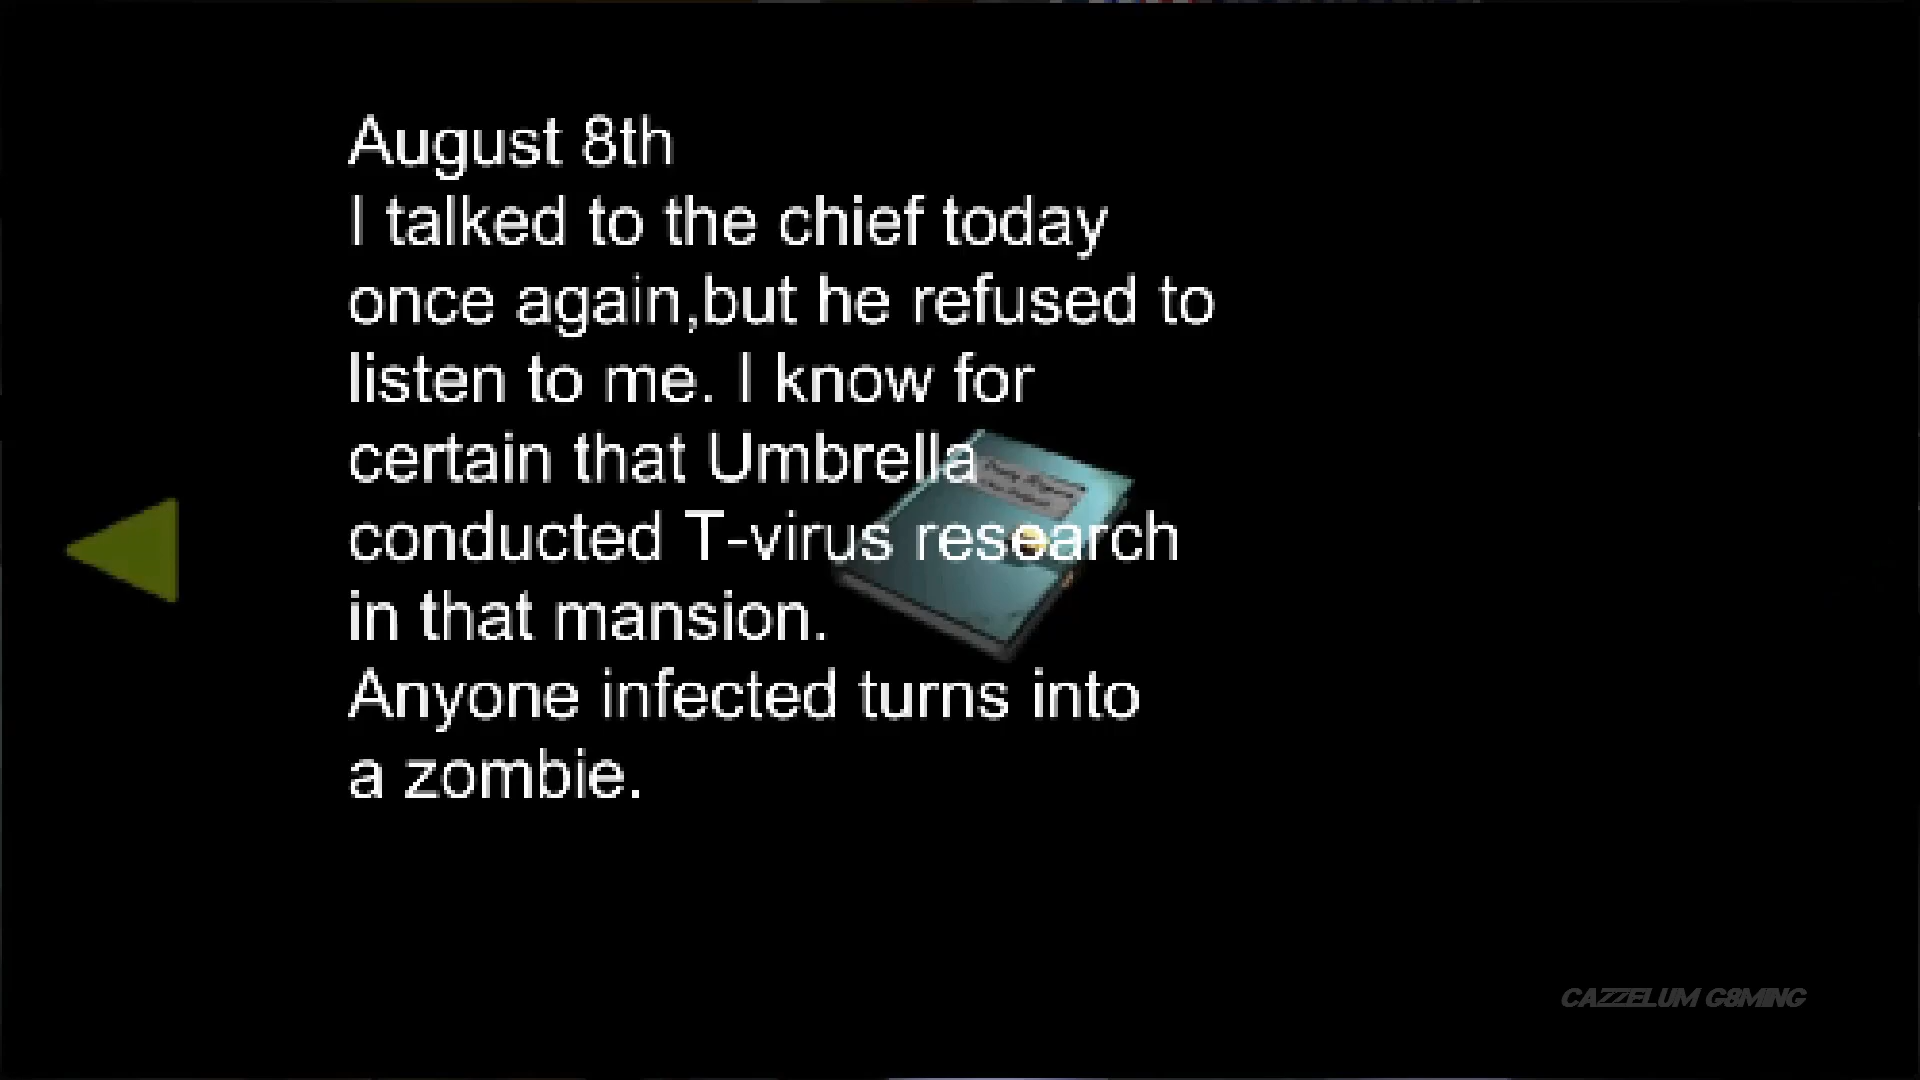 August 8th
I talked to the chief today
once again,but he refused to
listen to me. I know for
certain that Umbrella
conducted T-virus research
in that mansion.
Anyone infected turns into
a zombie.
CAZZELUM G8MING